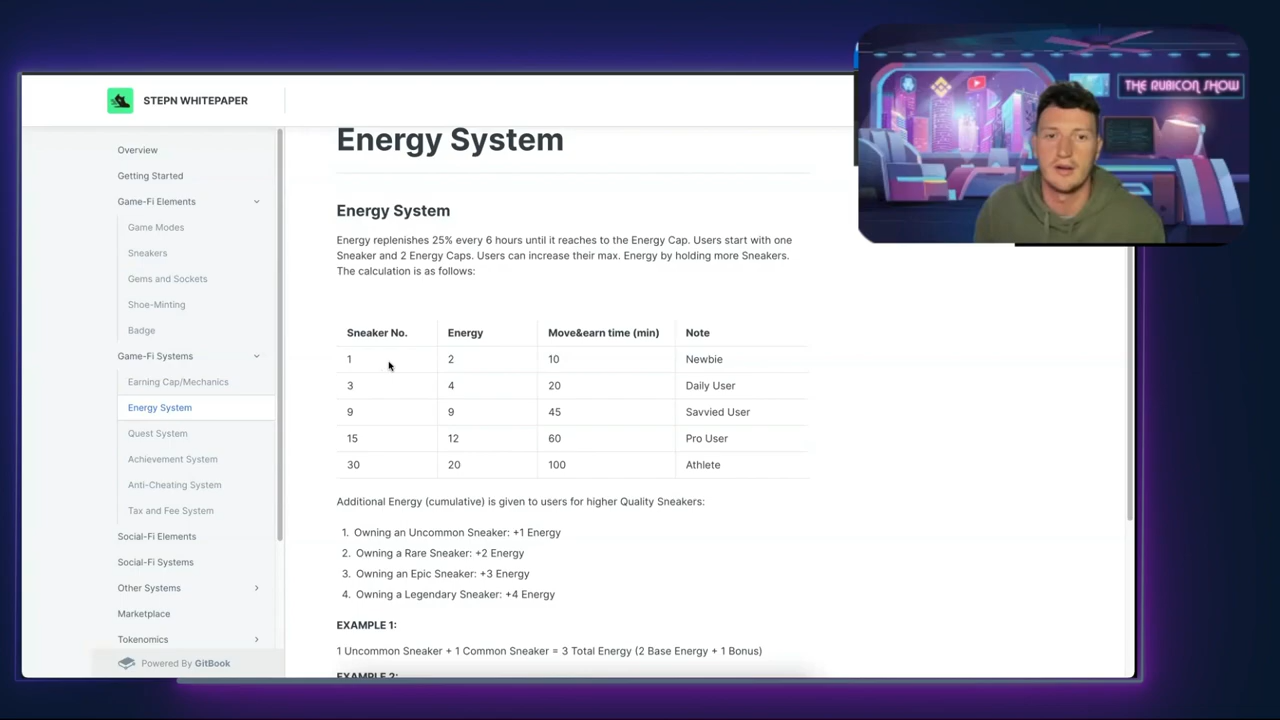 THE RUBICON SHOW
STEPN WHITEPAPER
Overview
Getting Started
Game-Fi Elements
Game Modes
Sneakers
Gems and Sockets
Shoe-Minting
Badge
Game-Fi Systems
Earning Cap/Mechanics
Energy System
Quest System
Achievement System
Anti-Cheating System
Tax and Fee System
Social-Fi Elements
Social-Fi Systems
Other Systems
Marketplace
Tokenomics
Powered By GitBook
Energy System
Energy System
Energy replenishes 25% every 6 hours until it reaches to the Energy Cap. Users start with one
Sneaker and 2 Energy Caps. Users can increase their max. Energy by holding more Sneakers.
The calculation is as follows:
Sneaker No. Energy Move&earn time (min) Note
1 2 10 Newbie
3 4 20 Daily User
9 9 45 Savvied User
15 12 60 Pro User
30 20 100 Athlete
Additional Energy (cumulative) is given to users for higher Quality Sneakers:
1. Owning an Uncommon Sneaker: +1 Energy
2. Owning a Rare Sneaker: +2 Energy
3. Owning an Epic Sneaker: +3 Energy
4. Owning a Legendary Sneaker: +4 Energy
EXAMPLE 1:
1 Uncommon Sneaker + 1 Common Sneaker = 3 Total Energy (2 Base Energy + 1 Bonus)
EXAMPLE 2: